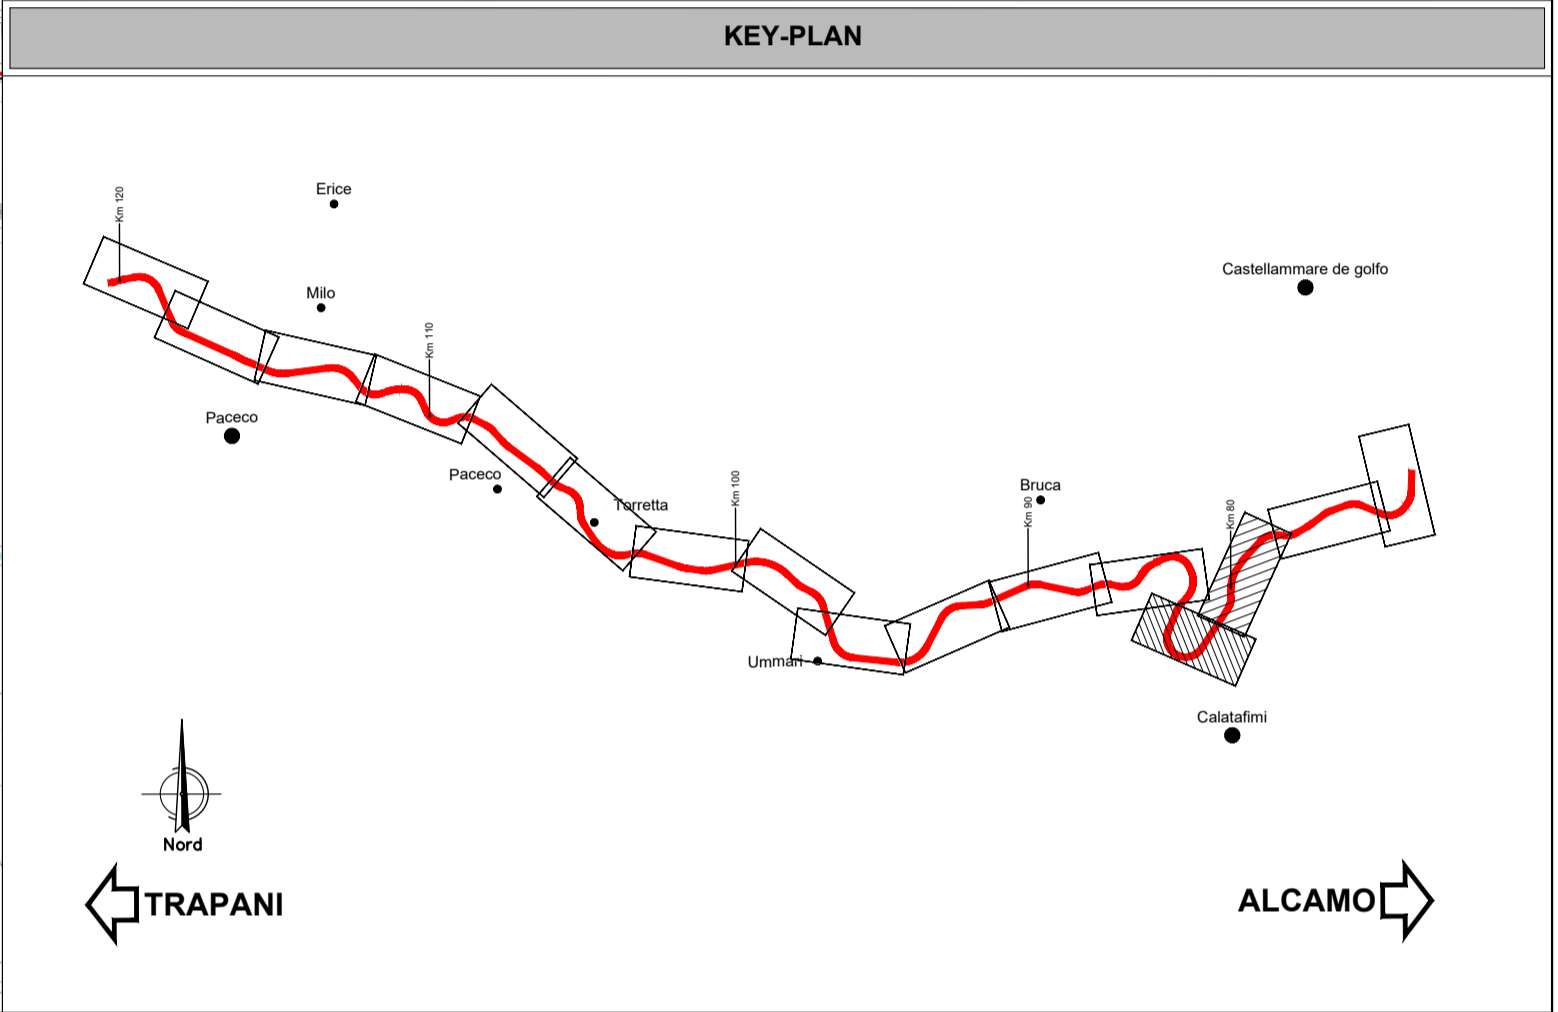 KEY-PLAN
Km 120
Erice
Castellammare de golfo
Milo
Km 110
Paceco
Paceco
Km 100
Torretta
Bruca
Km 90
Km 80
Ummari
Calatafimi
Nord
TRAPANI
ALCAMO